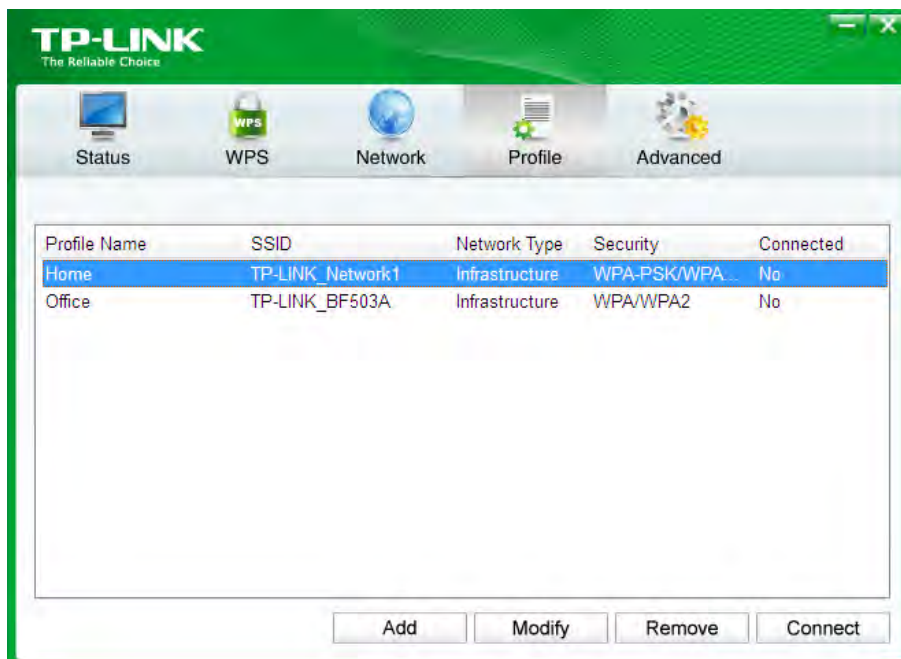 TP-LINK
The Reliable Choice
WPS
Status WPS Network Profile Advanced
Profile Name SSID Network Type Security Connected
Home TP-LINK_Network1 Infrastructure WPA-PSK/WPA... No
Office TP-LINK_BF503A Infrastructure WPA/WPA2 No
Add Modify Remove Connect